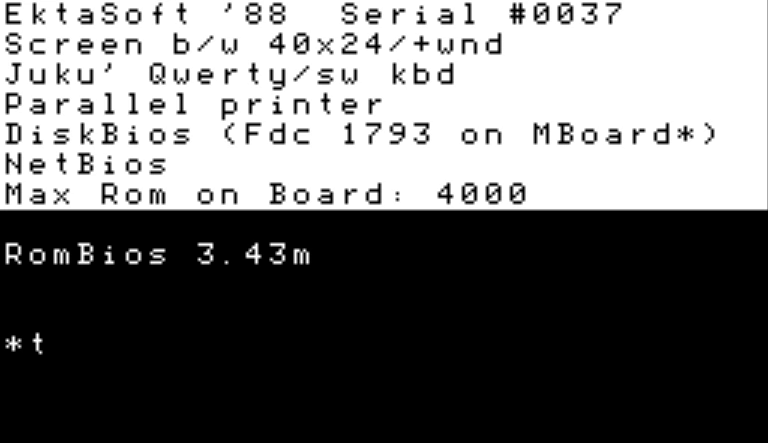 EktaSoft '88  Serial #0037
Screen b/w 40x24/+wnd
Juku' Qwerty/sw kbd
Parallel printer
DiskBios (Fdc 1793 on MBoard*)
NetBios
Max Rom on Board: 4000
RomBios 3.43m
*t